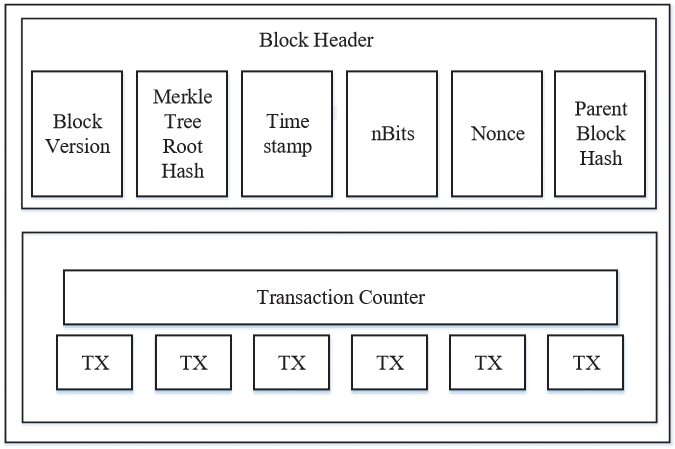 Block Header
Block
Version
Merkle
Tree
Root
Hash
Time
stamp
nBits
Nonce
Parent
Block
Hash
Transaction Counter
TX
TX
TX
TX
TX
TX